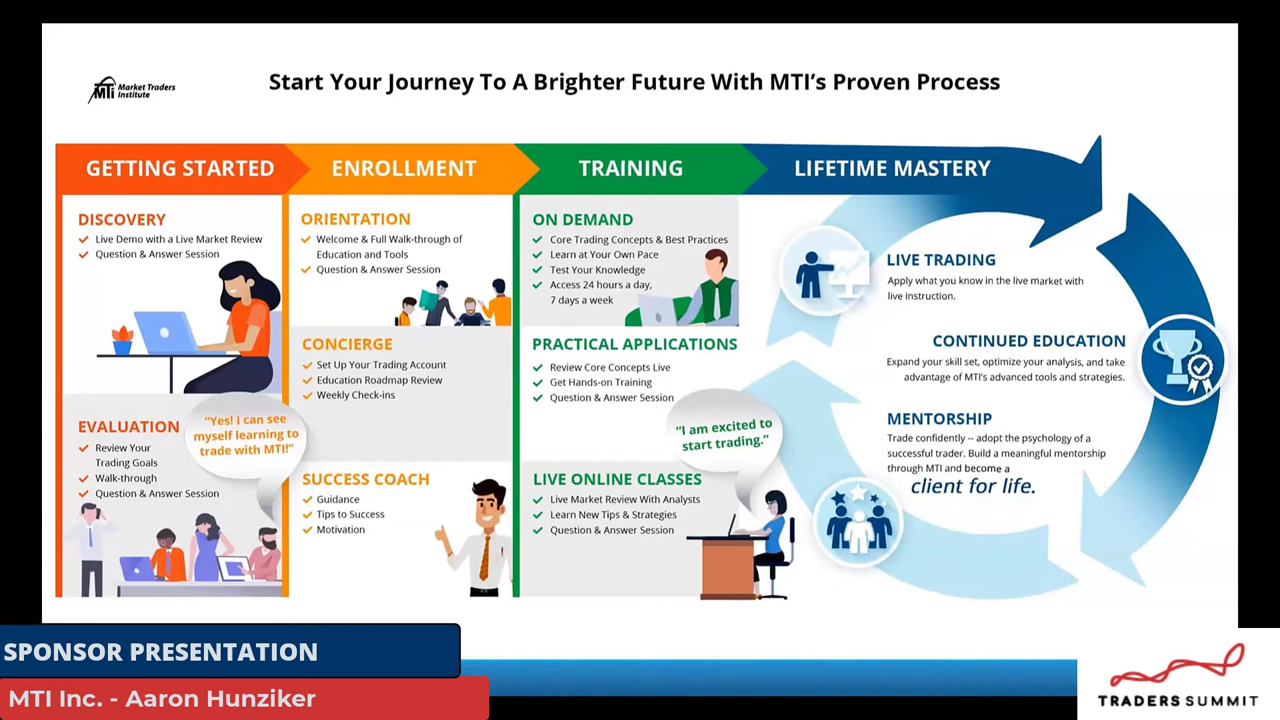 MTI Market Traders
Institute
Start Your Journey To A Brighter Future With MTI's Proven Process
GETTING STARTED
ENROLLMENT
TRAINING
LIFETIME MASTERY
DISCOVERY
Live Demo with a Live Market Review
Question & Answer Session
EVALUATION
Review Your
Trading Goals
Walk-through
Question & Answer Session
"Yes! I can see
myself learning to
trade with MTI!"
ORIENTATION
Welcome & Full Walk-through of
Education and Tools
Question & Answer Session
CONCIERGE
Set Up Your Trading Account
Education Roadmap Review
Weekly Check-ins
SUCCESS COACH
Guidance
Tips to Success
Motivation
ON DEMAND
Core Trading Concepts & Best Practices
Learn at Your Own Pace
Test Your Knowledge
Access 24 hours a day,
7 days a week
PRACTICAL APPLICATIONS
Review Core Concepts Live
Get Hands-on Training
Question & Answer Session
"I am excited to
start trading."
LIVE ONLINE CLASSES
Live Market Review With Analysts
Learn New Tips & Strategies
Question & Answer Session
LIVE TRADING
Apply what you know in the live market with
live instruction.
CONTINUED EDUCATION
Expand your skill set, optimize your analysis, and take
advantage of MTI's advanced tools and strategies.
MENTORSHIP
Trade confidently -- adopt the psychology of a
successful trader. Build a meaningful mentorship
through MTI and become a
client for life.
SPONSOR PRESENTATION
MTI Inc. - Aaron Hunziker
TRADERS SUMMIT